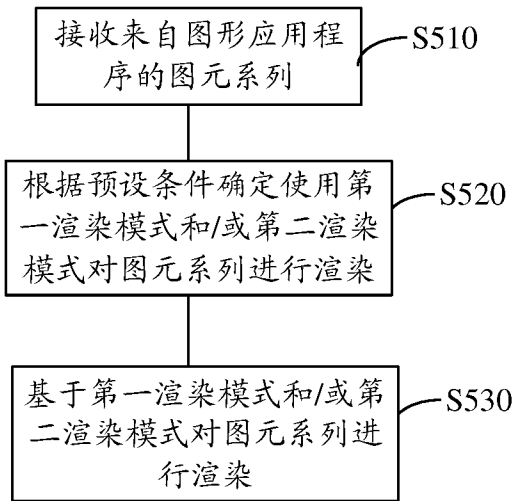 接收来自图形应用程
序的图元系列
S510
根据预设条件确定使用第
一渲染模式和/或第二渲染
模式对图元系列进行渲染
S520
基于第一渲染模式和/或第
二渲染模式对图元系列进
行渲染
S530